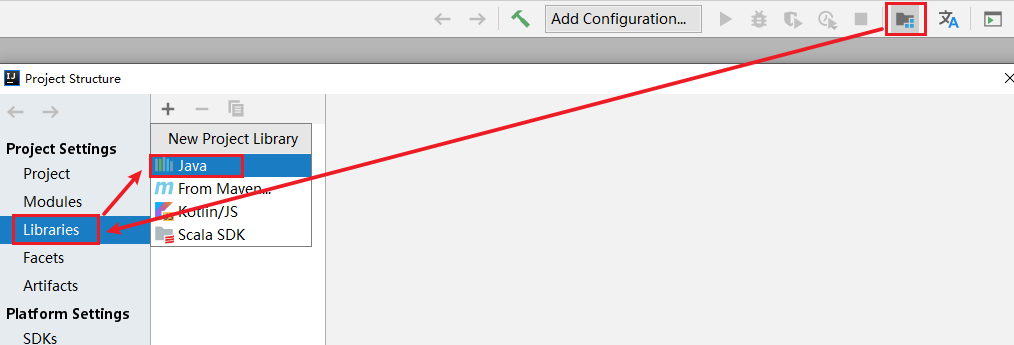 Add Configuration...
Project Structure
Project Settings
Project
Modules
Libraries
Facets
Artifacts
Platform Settings
SDKs
New Project Library
Java
From Maven...
Kotlin/JS
Scala SDK